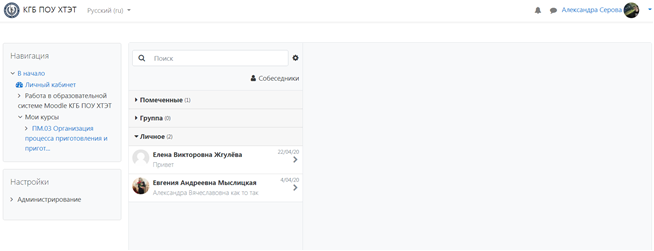 КГБ ПОУ ХТЭТ
Русский (ru)
Александра Серова
Навигация
В начало
Личный кабинет
Работа в образовательной
системе Moodle КГБ ПОУ ХТЭТ
Мои курсы
ПМ.03 Организация
процесса приготовления и
пригот...
Настройки
Администрирование
Поиск
Собеседники
Помеченные (1)
Группа (0)
Личное (2)
Елена Викторовна Жгулёва
22/04/20
Привет
Евгения Андреевна Мыслицкая
4/04/20
Александра Вячеславовна как то так